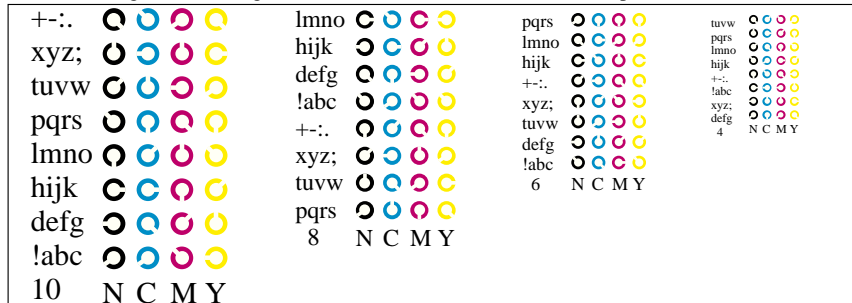 +-:.
xyz;
tuvw
pqrs
lmno
hijk
defg
!abc
10 N C M Y
lmno
hijk
defg
!abc
+-:.
xyz;
tuvw
pqrs
8 N C M Y
pqrs
lmno
hijk
+-:.
xyz;
tuvw
defg
!abc
6 N C M Y
tuvw
pqrs
lmno
hijk
+-:.
!abc
xyz;
defg
4 N C M Y